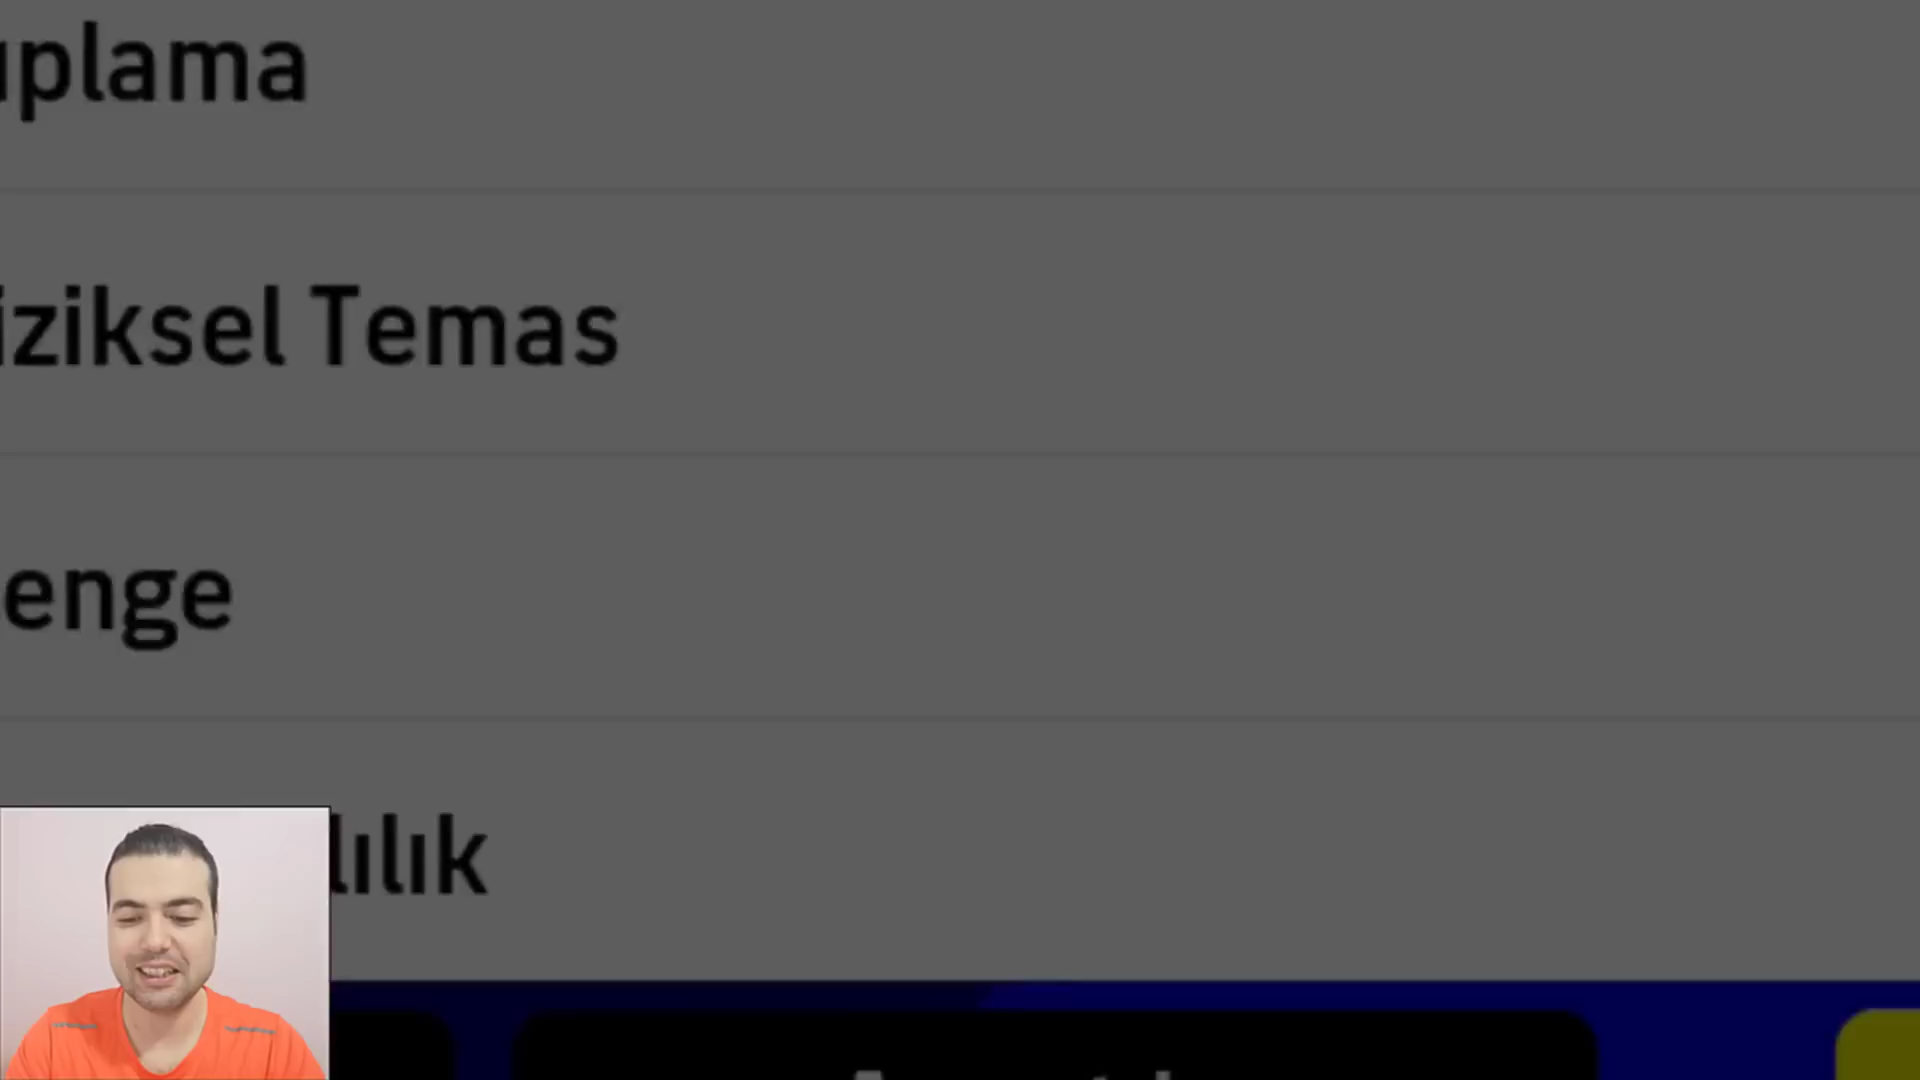 uplama
iziksel Temas
enge
lılık